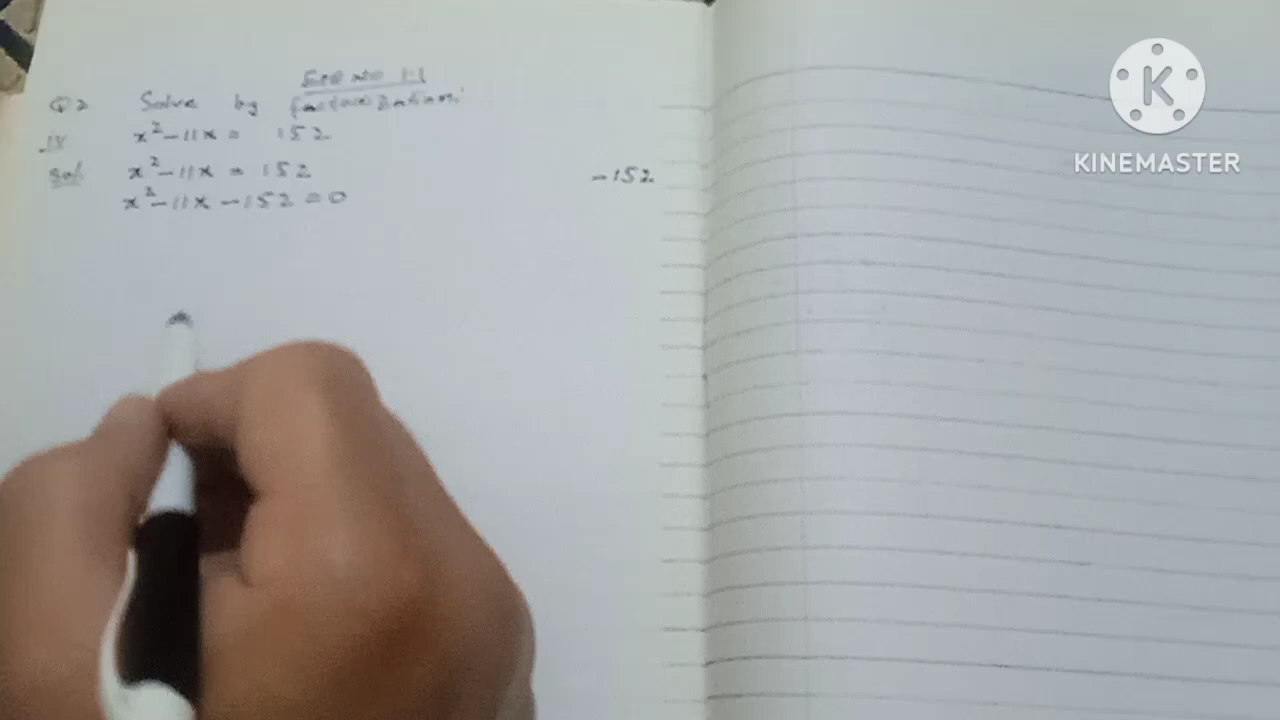 Exe no 1.1
Q2 Solve by factorization:
x² - 11x = 152
Sol x² - 11x = 152
x² - 11x - 152 = 0
-152
K
KINEMASTER